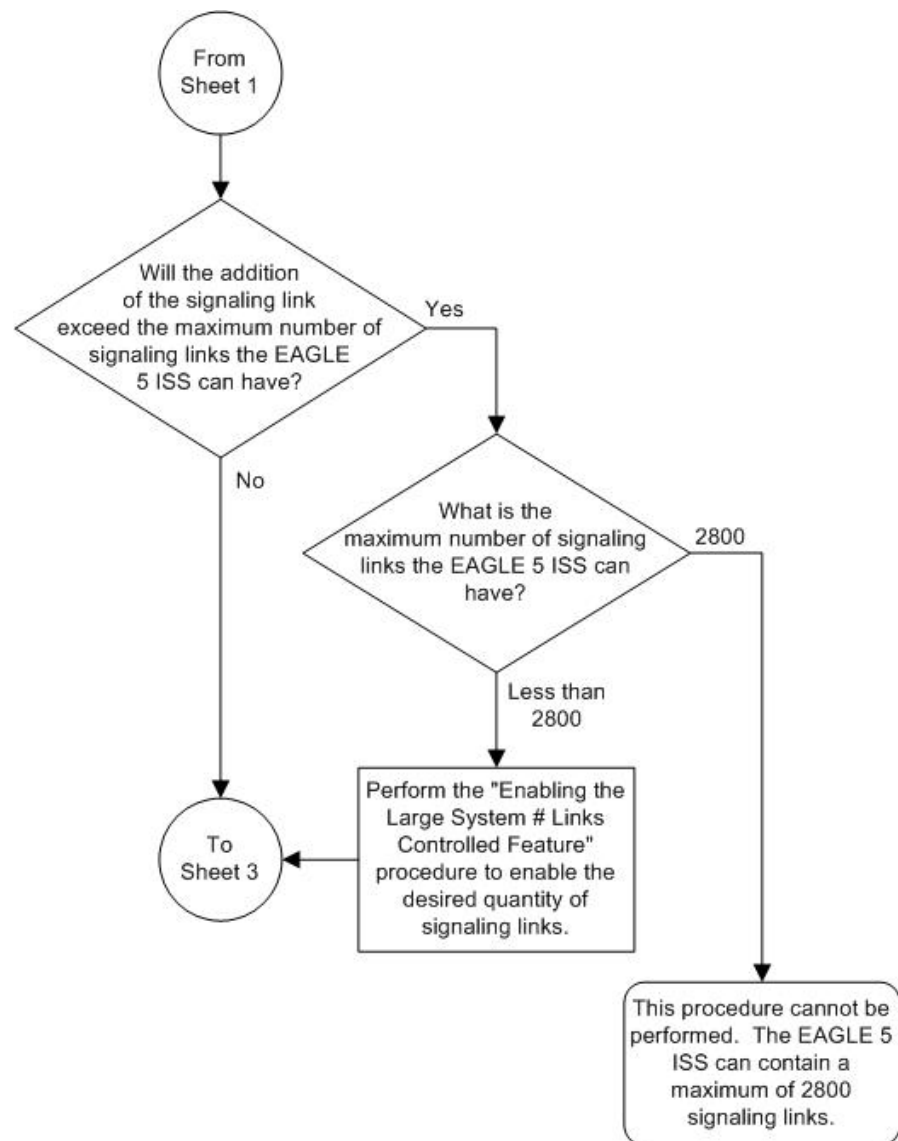 From
Sheet 1
Will the addition
of the signaling link
exceed the maximum number of
signaling links the EAGLE
5 ISS can have?
Yes
No
What is the
maximum number of signaling
links the EAGLE 5 ISS can
have?
2800
Less than
2800
Perform the "Enabling the
Large System # Links
Controlled Feature"
procedure to enable the
desired quantity of
signaling links.
To
Sheet 3
This procedure cannot be
performed.  The EAGLE 5
ISS can contain a
maximum of 2800
signaling links.